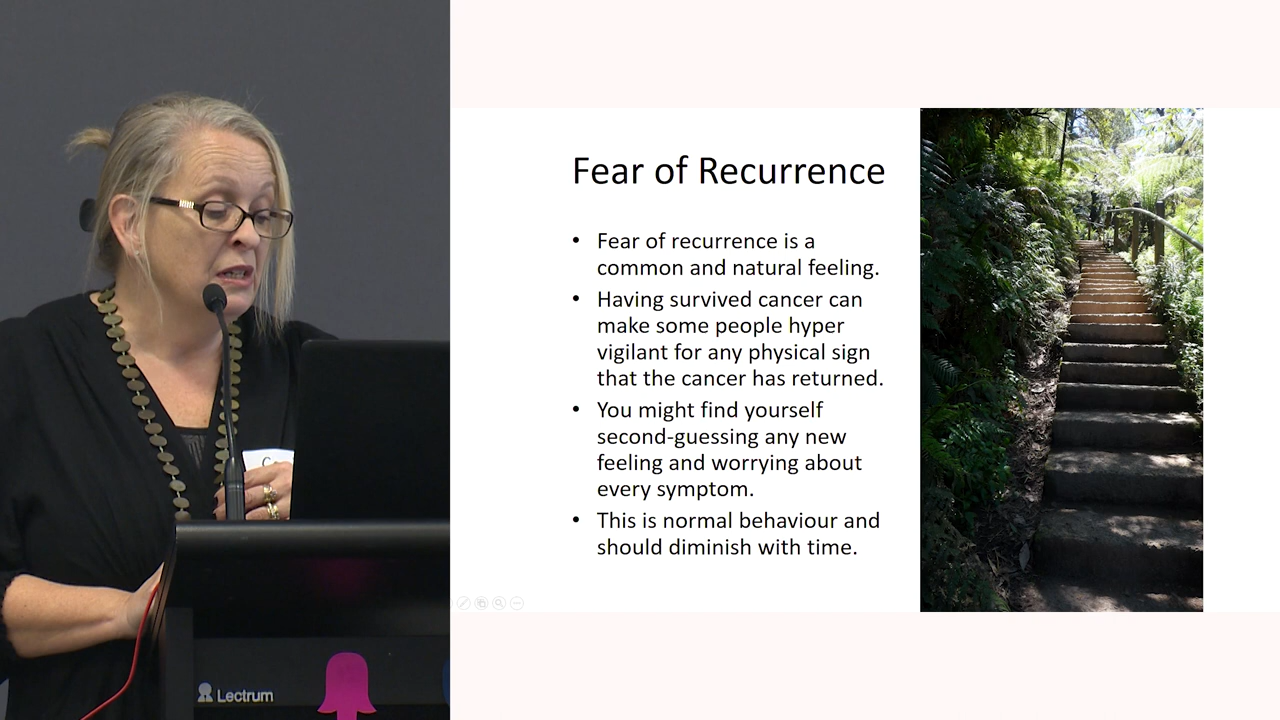 Fear of Recurrence
• Fear of recurrence is a
common and natural feeling.
• Having survived cancer can
make some people hyper
vigilant for any physical sign
that the cancer has returned.
• You might find yourself
second-guessing any new
feeling and worrying about
every symptom.
• This is normal behaviour and
should diminish with time.
Lectrum